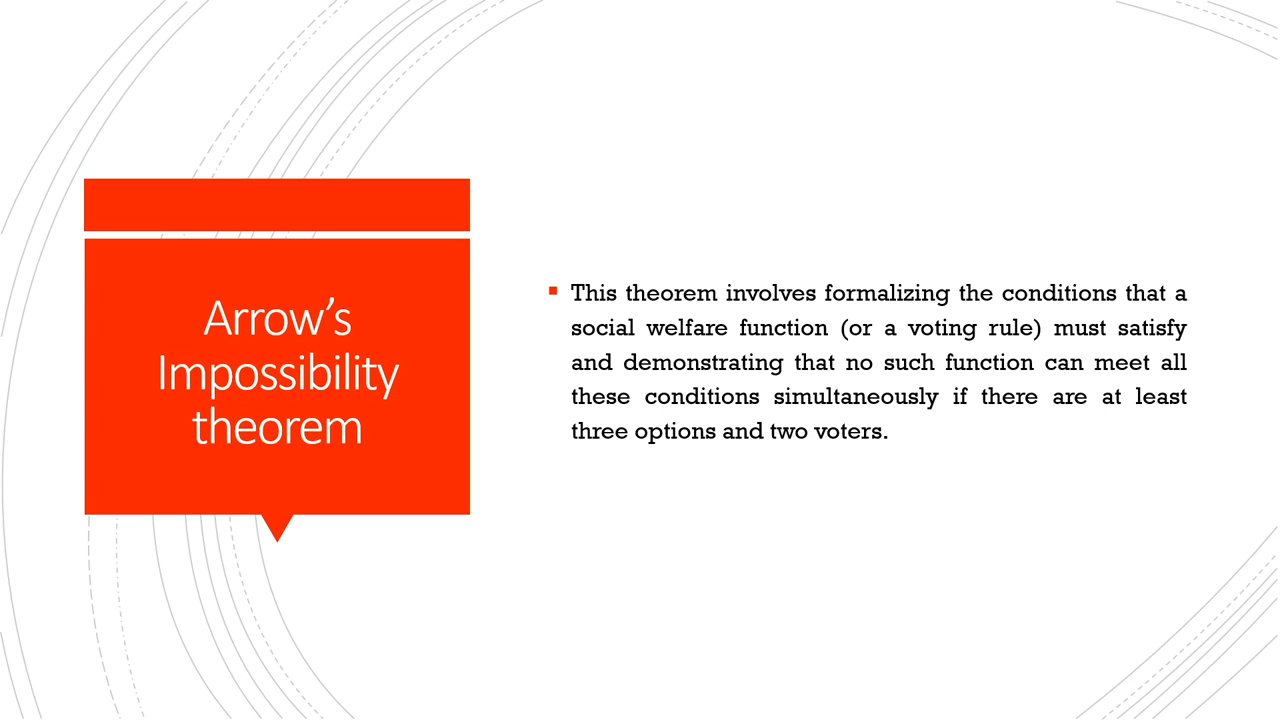 Arrow’s
Impossibility
theorem
This theorem involves formalizing the conditions that a
social welfare function (or a voting rule) must satisfy
and demonstrating that no such function can meet all
these conditions simultaneously if there are at least
three options and two voters.